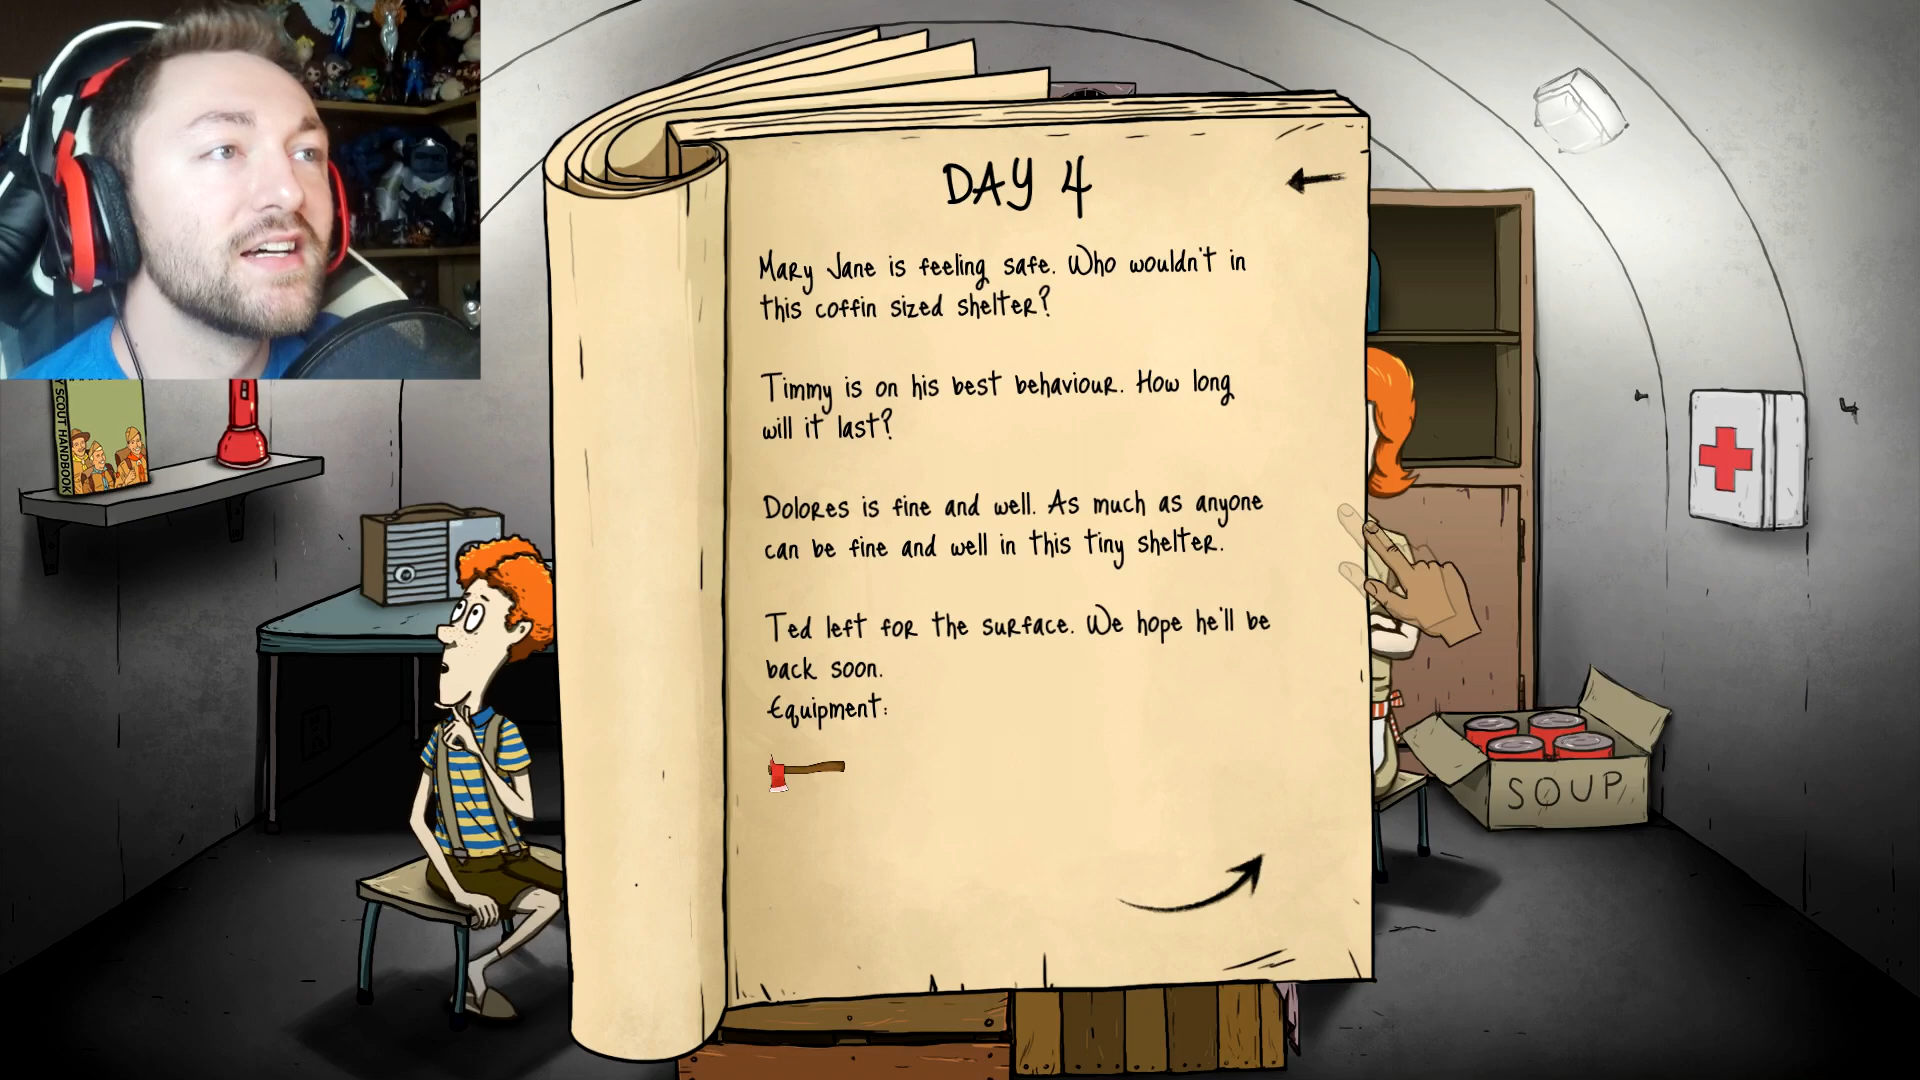 DAY 4
Mary Jane is feeling safe. Who wouldn't in
this coffin sized shelter?
Timmy is on his best behaviour. How long
will it last?
Dolores is fine and well. As much as anyone
can be fine and well in this tiny shelter.
Ted left for the surface. We hope he'll be
back soon.
Equipment:
SCOUT HANDBOOK
SOUP